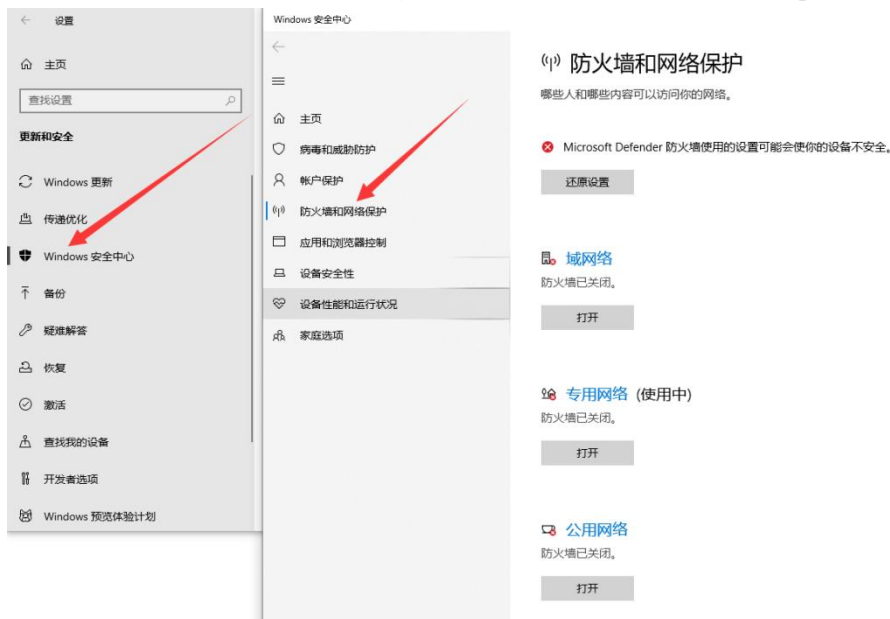 设置
主页
查找设置
更新和安全
Windows 更新
传递优化
Windows 安全中心
备份
疑难解答
恢复
激活
查找我的设备
开发者选项
Windows 预览体验计划
Windows 安全中心
主页
病毒和威胁防护
帐户保护
防火墙和网络保护
应用和浏览器控制
设备安全性
设备性能和运行状况
家庭选项
防火墙和网络保护
哪些人和哪些内容可以访问你的网络。
Microsoft Defender 防火墙使用的设置可能会使你的设备不安全。
还原设置
域网络
防火墙已关闭。
打开
专用网络 (使用中)
防火墙已关闭。
打开
公用网络
防火墙已关闭。
打开